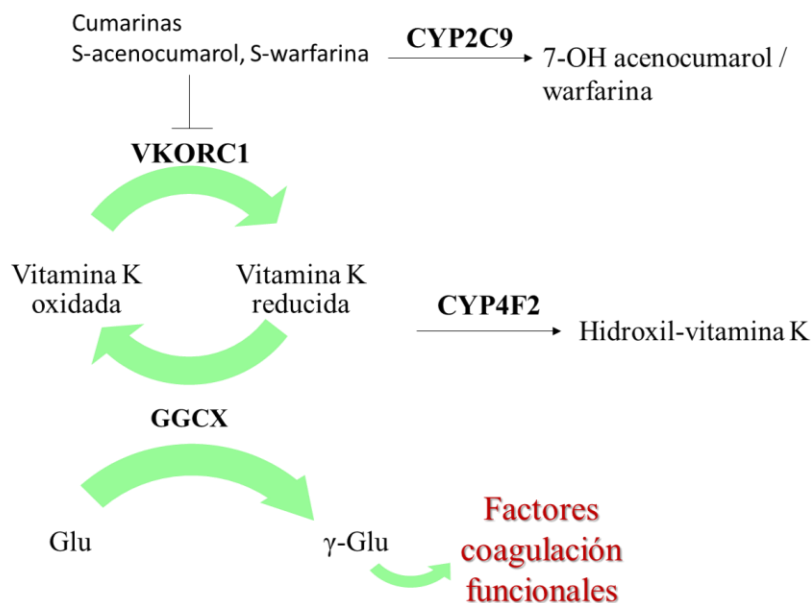 Cumarinas
S-acenocumarol, S-warfarina
CYP2C9
7-OH acenocumarol /
warfarina
VKORC1
Vitamina K
oxidada
Vitamina K
reducida
CYP4F2
Hidroxil-vitamina K
GGCX
Glu
γ-Glu
Factores
coagulación
funcionales